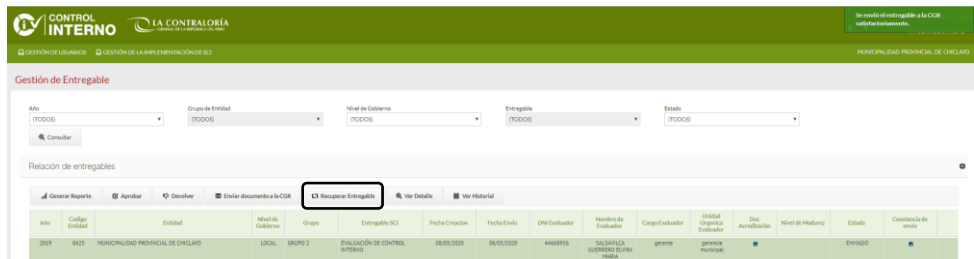 CONTROL INTERNO
LA CONTRALORÍA
GENERAL DE LA REPÚBLICA DEL PERÚ
Se envió el entregable a la CGR satisfactoriamente.
GESTIÓN DE USUARIOS GESTIÓN DE LA IMPLEMENTACIÓN DE SCI MUNICIPALIDAD PROVINCIAL DE CHICLAYO
Gestión de Entregable
Año Grupo de Entidad Nivel de Gobierno Entregable Estado
(TODOS) (TODOS) (TODOS) (TODOS) (TODOS)
Consultar
Relación de entregables
Generar Reporte Aprobar Devolver Enviar documento a la CGR Recuperar Entregable Ver Detalle Ver Historial
Año Codigo Entidad Entidad Nivel de Gobierno Grupo Entregable SCI Fecha Creacion Fecha Envio DNI Evaluador Nombre de Evaluador Cargo Evaluador Unidad Organica Evaluador Doc Acreditación Nivel de Madurez Estado Constancia de envio
2019 0421 MUNICIPALIDAD PROVINCIAL DE CHICLAYO LOCAL GRUPO 2 EVALUACIÓN DE CONTROL INTERNO 08/03/2020 08/03/2020 44668956 SALSAVILCA GUERRERO ELVIRA MARIA gerente gerencia municipal ENVIADO